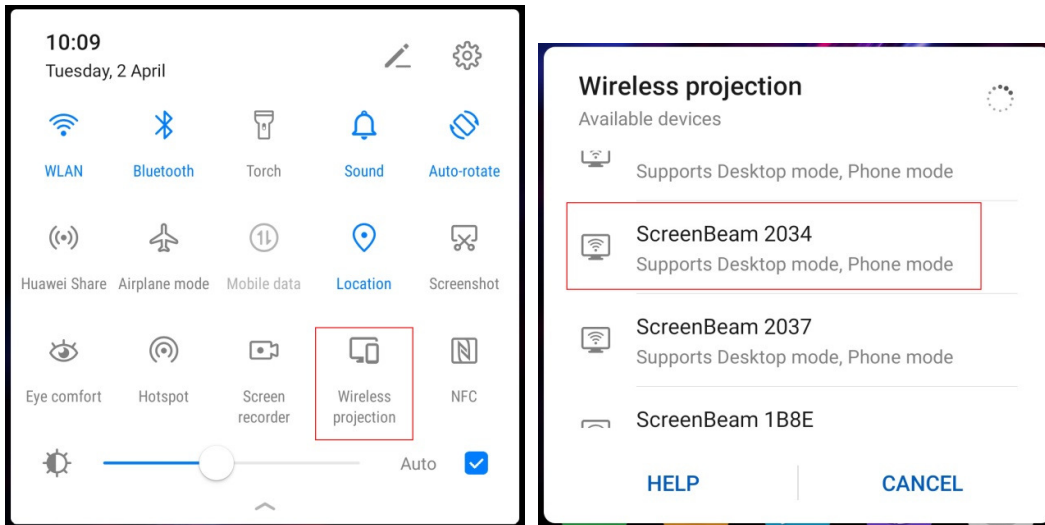 10:09
Tuesday, 2 April
WLAN
Bluetooth
Torch
Sound
Auto-rotate
Huawei Share
Airplane mode
Mobile data
Location
Screenshot
Eye comfort
Hotspot
Screen
recorder
Wireless
projection
NFC
Auto
Wireless projection
Available devices
Supports Desktop mode, Phone mode
ScreenBeam 2034
Supports Desktop mode, Phone mode
ScreenBeam 2037
Supports Desktop mode, Phone mode
ScreenBeam 1B8E
HELP
CANCEL